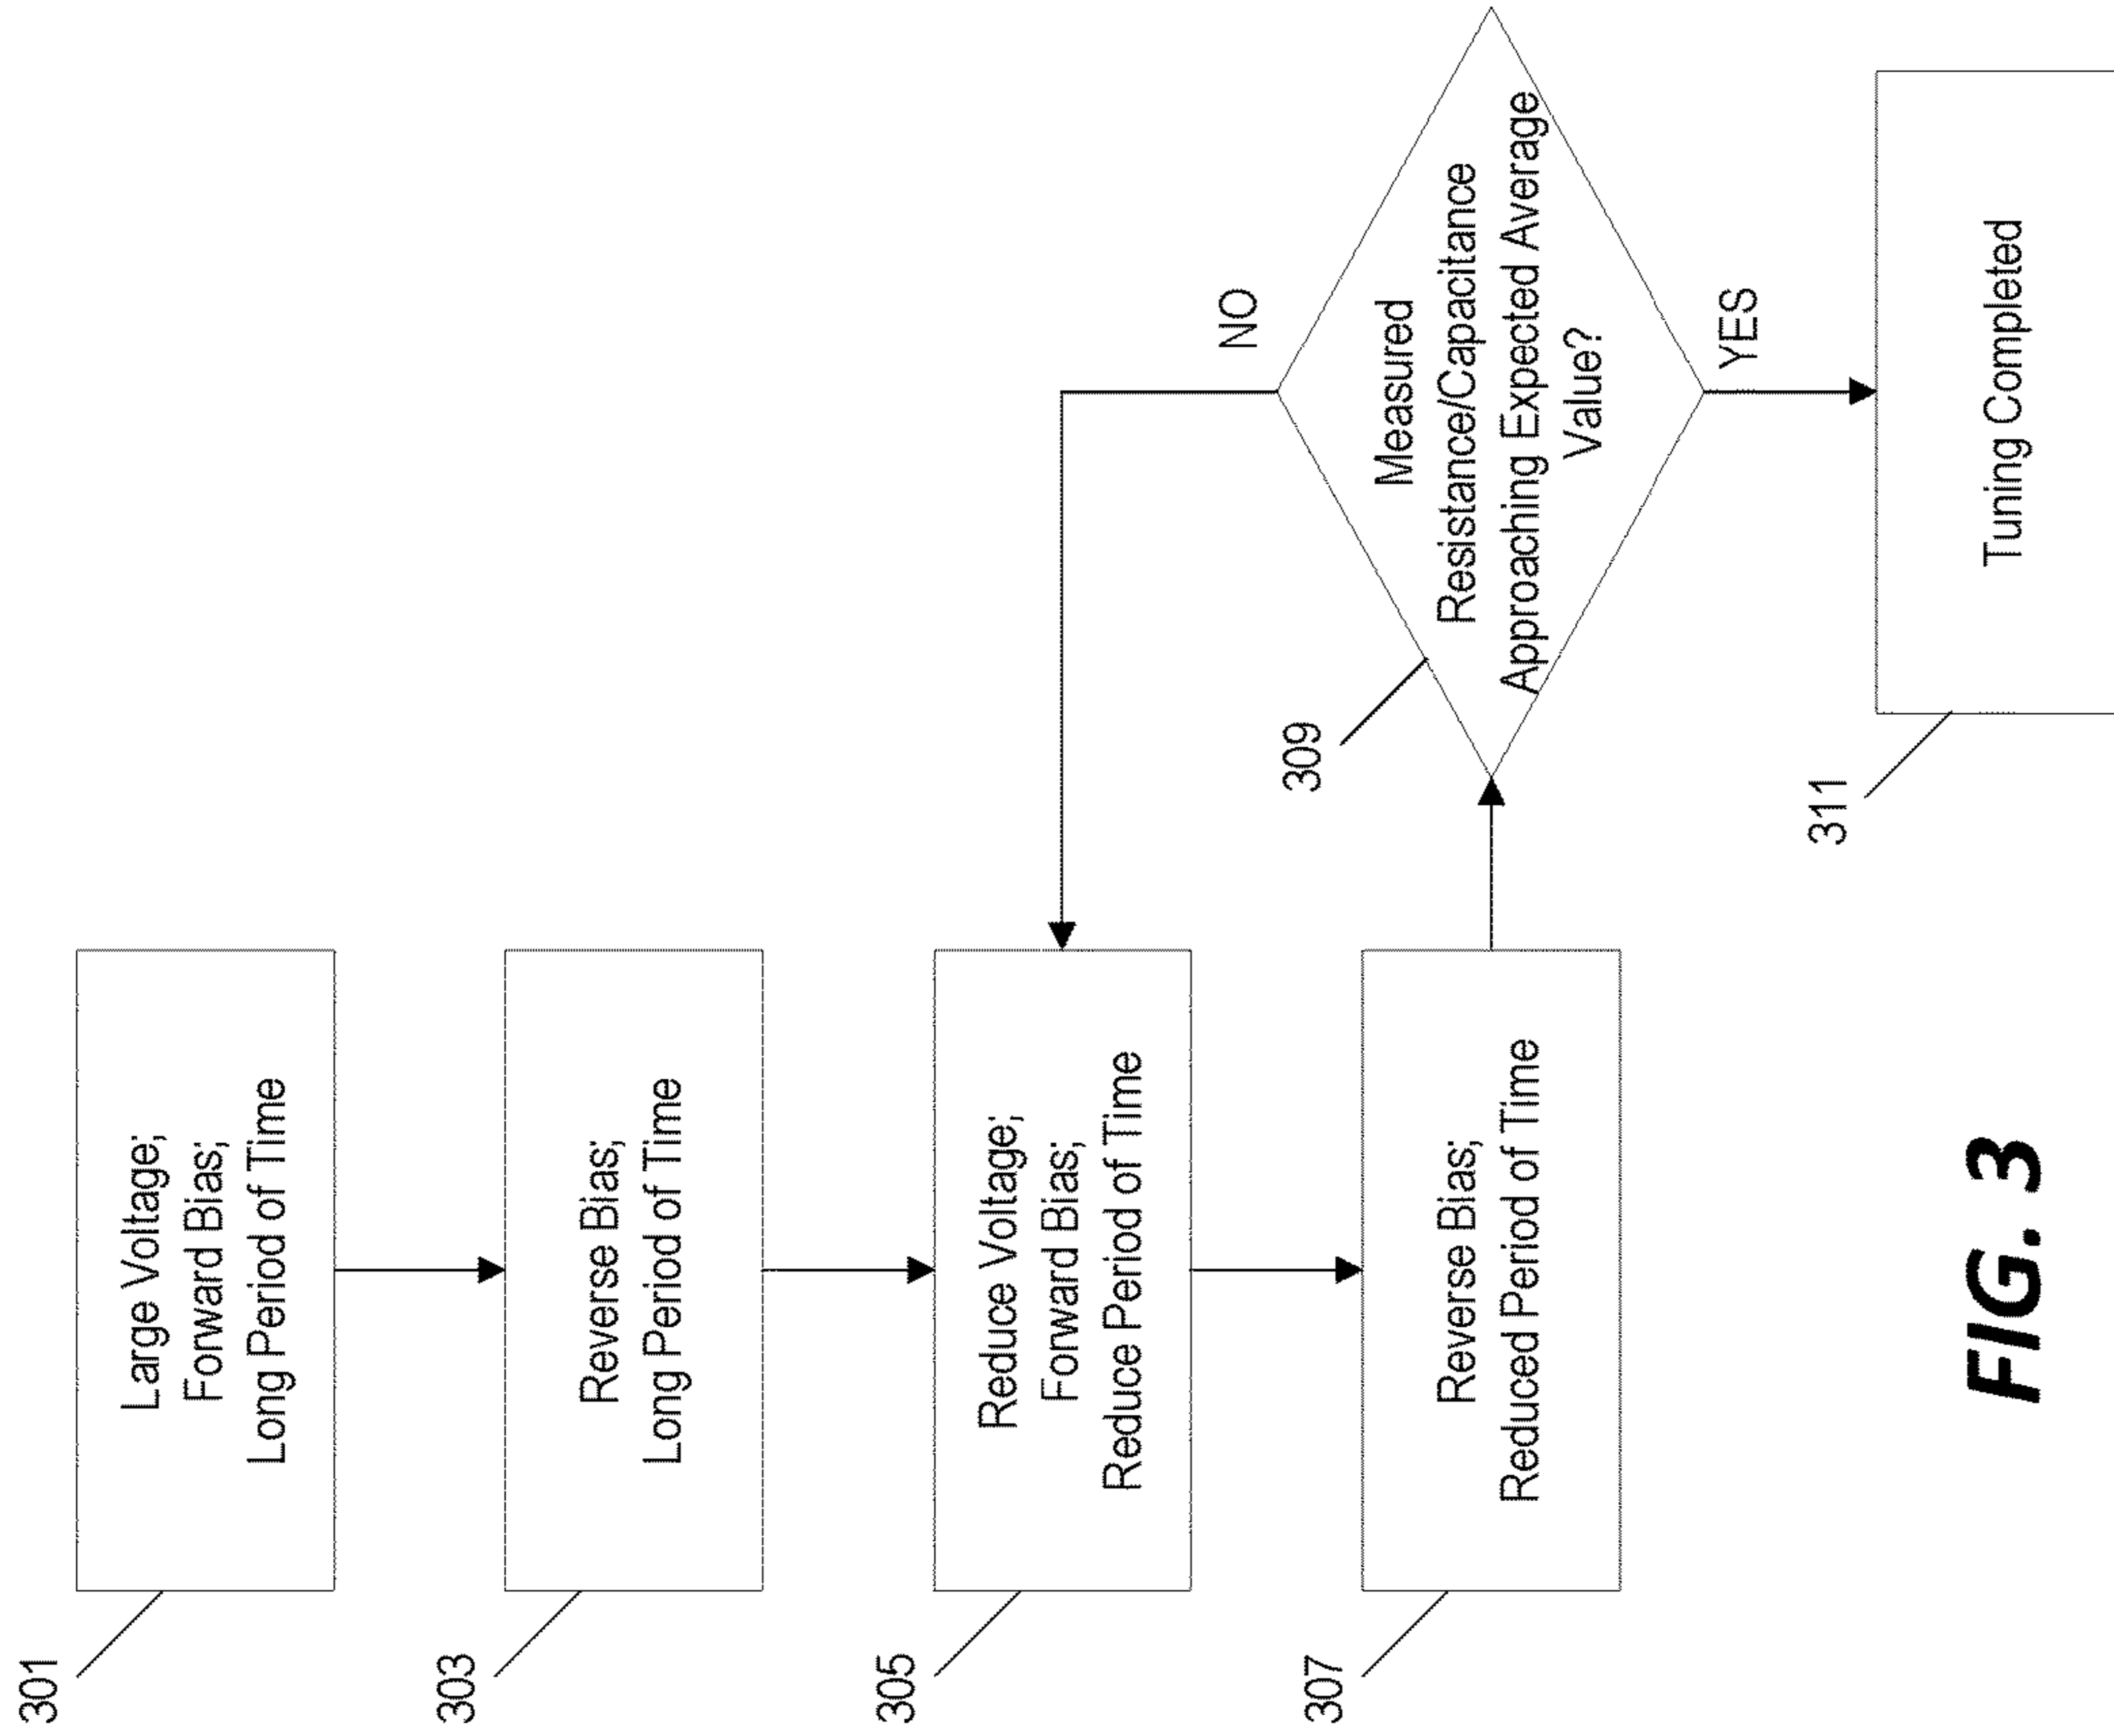 301
Large Voltage;
Forward Bias;
Long Period of Time
303
Reverse Bias;
Long Period of Time
305
Reduce Voltage;
Forward Bias;
Reduce Period of Time
307
Reverse Bias;
Reduced Period of Time
309
Measured
Resistance/Capacitance
Approaching Expected Average
Value?
NO
YES
311
Tuning Completed
FIG. 3